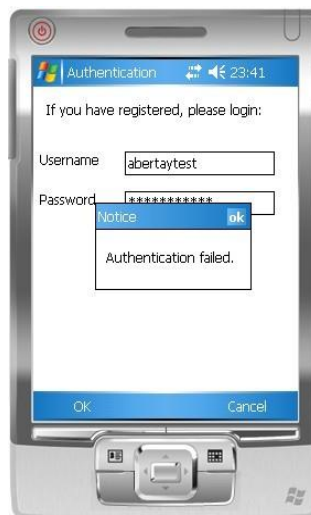 Authentication 23:41
If you have registered, please login:
Username abertaytest
Password ***********
Notice ok
Authentication failed.
OK Cancel